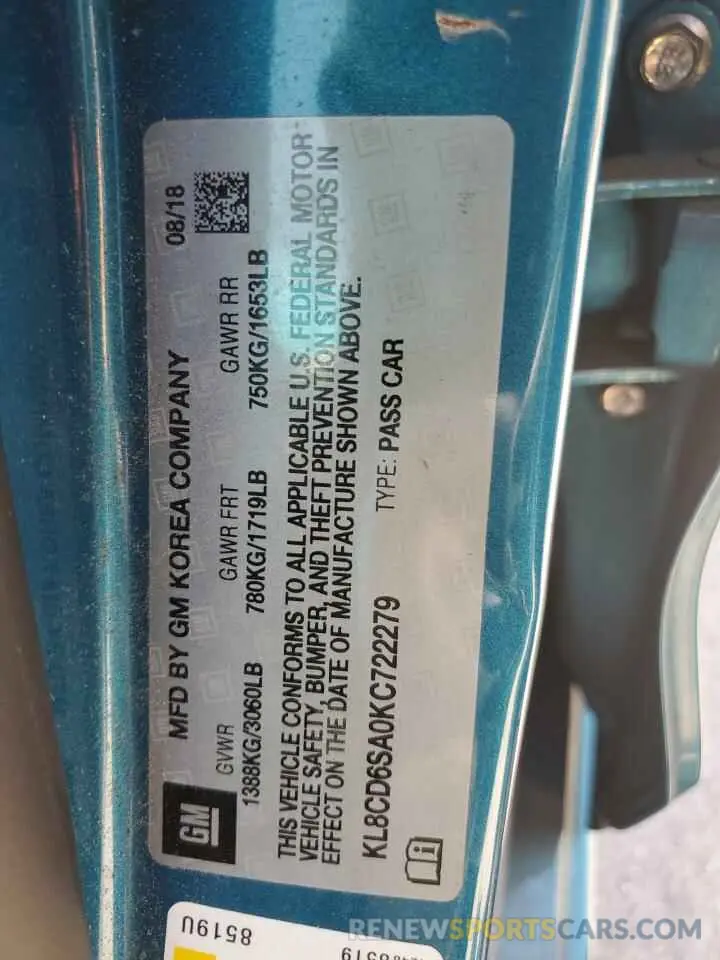 MFD BY GM KOREA COMPANY 08/18
GVWR GAWR FRT GAWR RR
1388KG/3060LB 780KG/1719LB 750KG/1653LB
THIS VEHICLE CONFORMS TO ALL APPLICABLE U.S. FEDERAL MOTOR
VEHICLE SAFETY, BUMPER, AND THEFT PREVENTION STANDARDS IN
EFFECT ON THE DATE OF MANUFACTURE SHOWN ABOVE.
KL8CD6SA0KC722279 TYPE: PASS CAR
GM
i
8519U
RENEWSPORTSCARS.COM